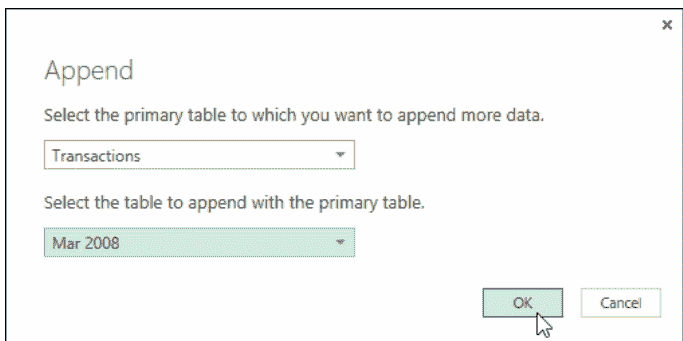 Append
Select the primary table to which you want to append more data.
Transactions
Select the table to append with the primary table.
Mar 2008
OK
Cancel